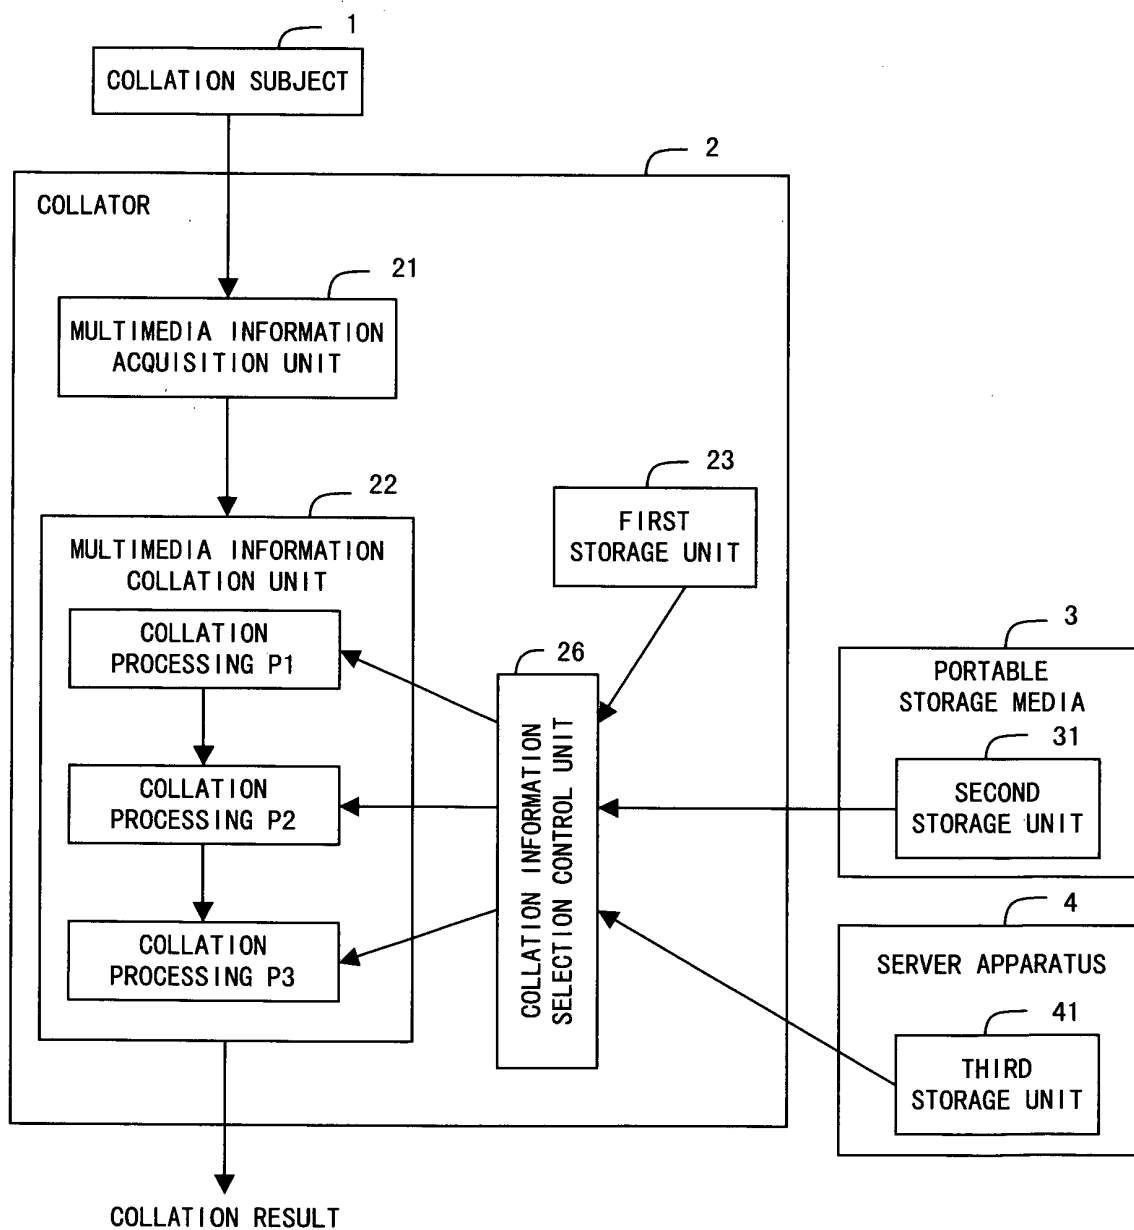 1
COLLATION SUBJECT
2
COLLATOR
21
MULTIMEDIA INFORMATION
ACQUISITION UNIT
22
MULTIMEDIA INFORMATION
COLLATION UNIT
23
FIRST
STORAGE UNIT
COLLATION
PROCESSING P1
COLLATION
PROCESSING P2
COLLATION
PROCESSING P3
26
COLLATION INFORMATION
SELECTION CONTROL UNIT
3
PORTABLE
STORAGE MEDIA
31
SECOND
STORAGE UNIT
4
SERVER APPARATUS
41
THIRD
STORAGE UNIT
COLLATION RESULT